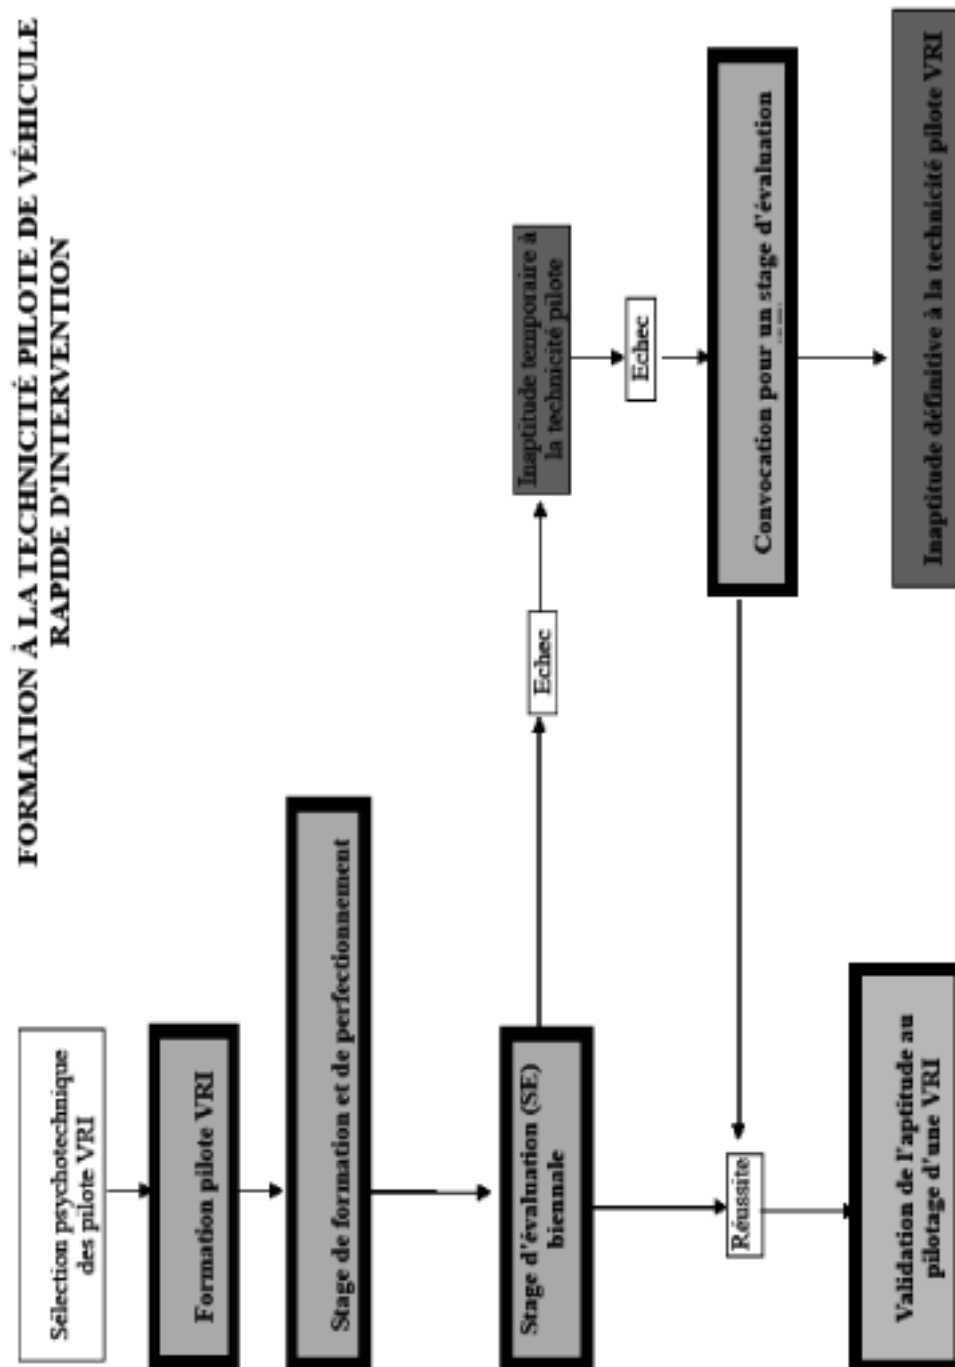 FORMATION À LA TECHNICITÉ PILOTE DE VÉHICULE
RAPIDE D'INTERVENTION
Sélection psychotechnique
des pilote VRI
Formation pilote VRI
Stage de formation et de perfectionnement
Stage d'évaluation (SE)
biennale
Echec
Inaptitude temporaire à
la technicité pilote
Echec
Convocation pour un stage d'évaluation
Réussite
Validation de l'aptitude au
pilotage d'une VRI
Inaptitude définitive à la technicité pilote VRI